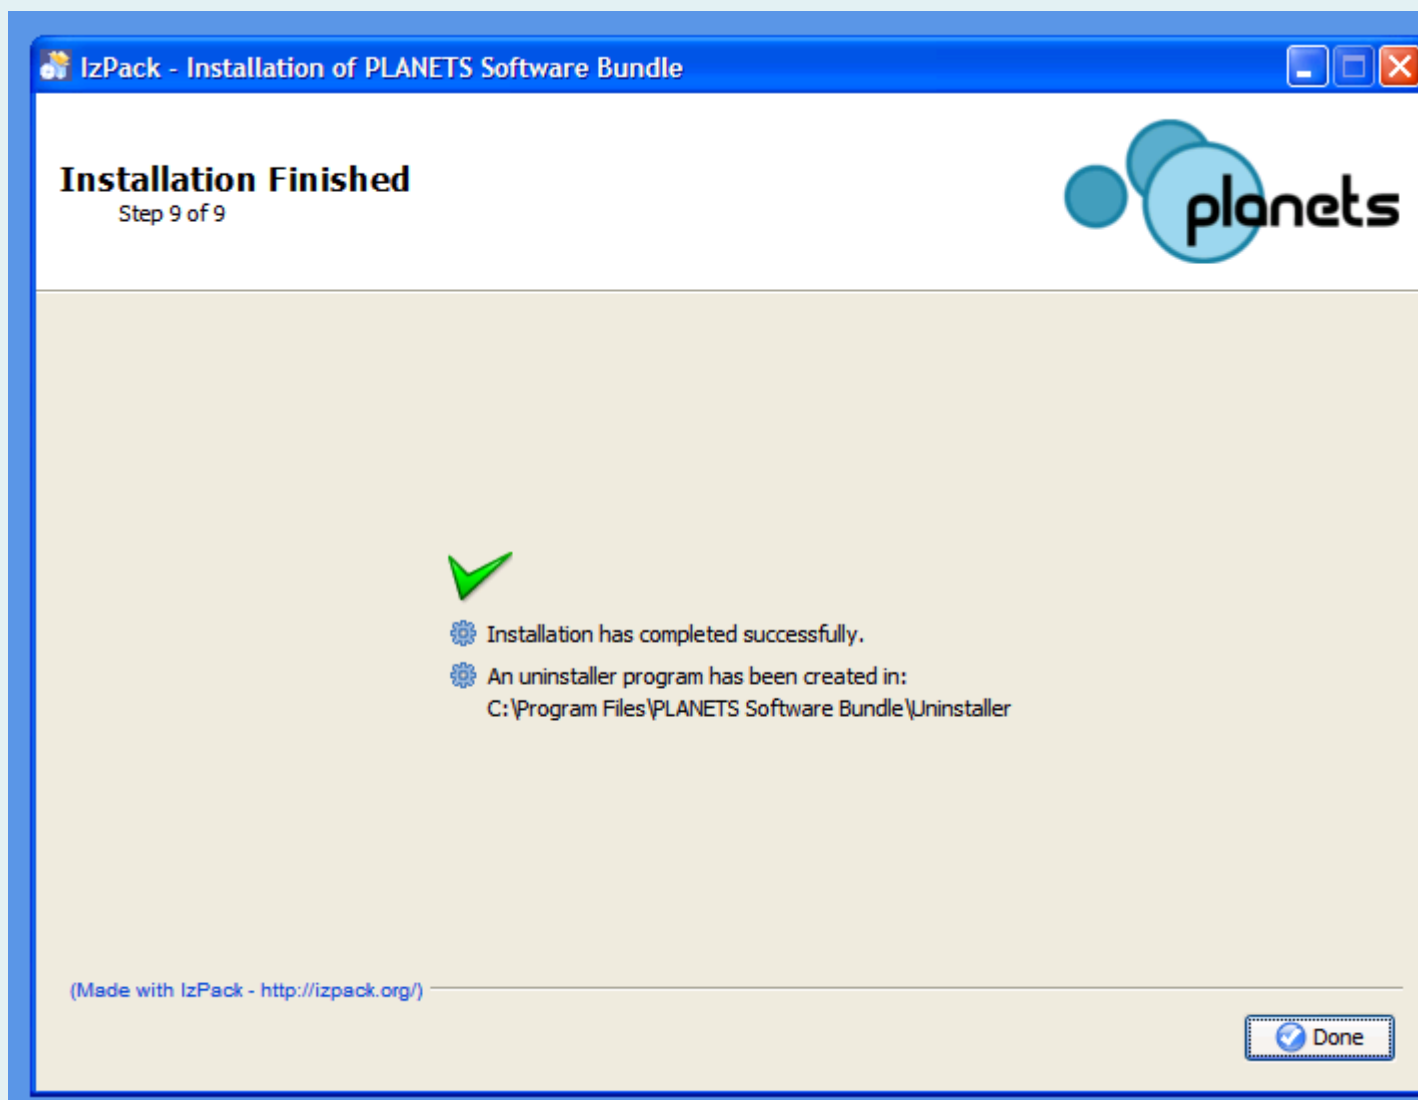 IzPack - Installation of PLANETS Software Bundle
Installation Finished
Step 9 of 9
planets
Installation has completed successfully.
An uninstaller program has been created in:
C:\Program Files\PLANETS Software Bundle\Uninstaller
(Made with IzPack - http://izpack.org/)
Done